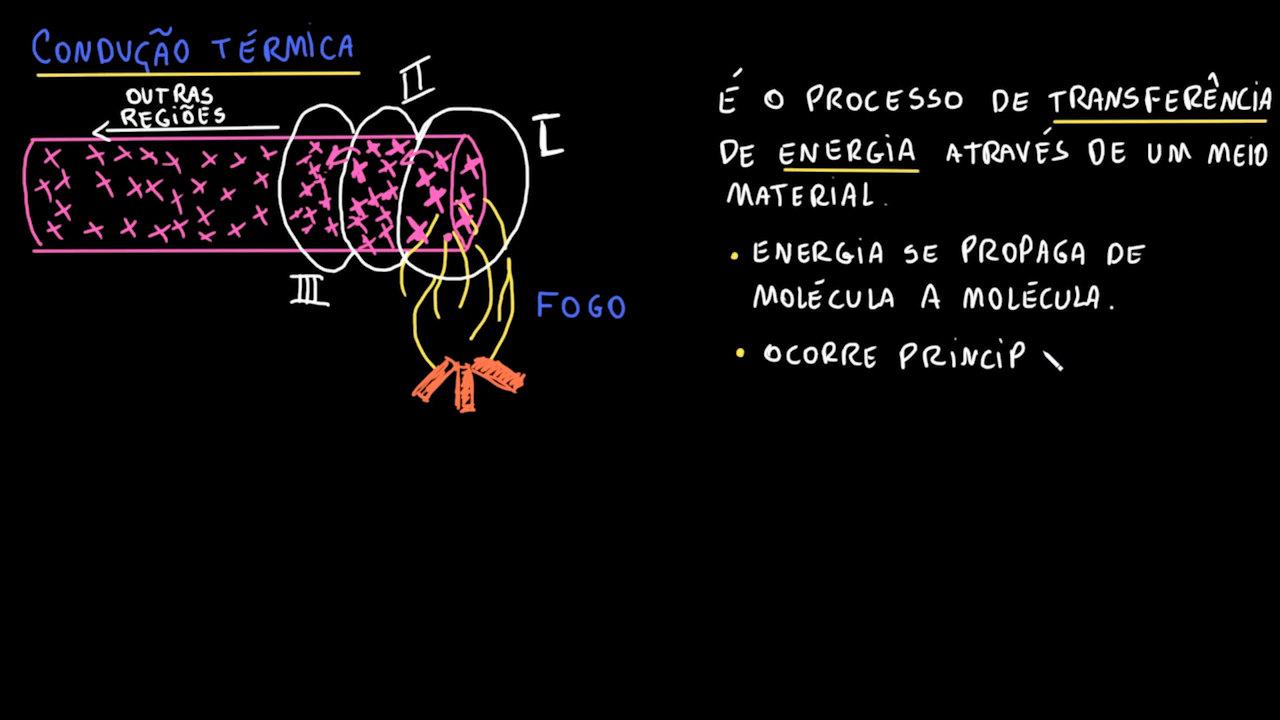 CONDUÇÃO TÉRMICA
OUTRAS
REGIÕES
II
I
III
FOGO
É O PROCESSO DE TRANSFERÊNCIA
DE ENERGIA ATRAVÉS DE UM MEIO
MATERIAL.
• ENERGIA SE PROPAGA DE
MOLÉCULA A MOLÉCULA.
• OCORRE PRINCIP